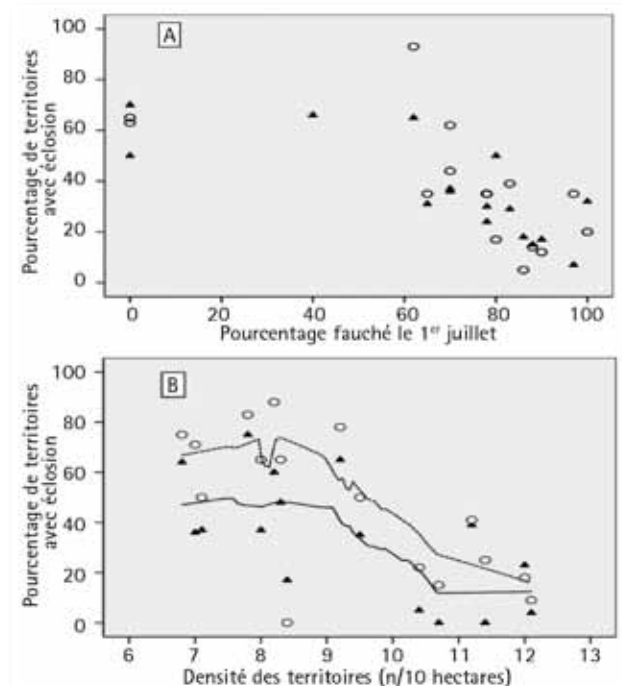 A
100
80
60
40
20
0
Pourcentage de territoires
avec éclosion
0 20 40 60 80 100
Pourcentage fauché le 1er juillet
B
100
80
60
40
20
0
Pourcentage de territoires
avec éclosion
6 7 8 9 10 11 12 13
Densité des territoires (n/10 hectares)